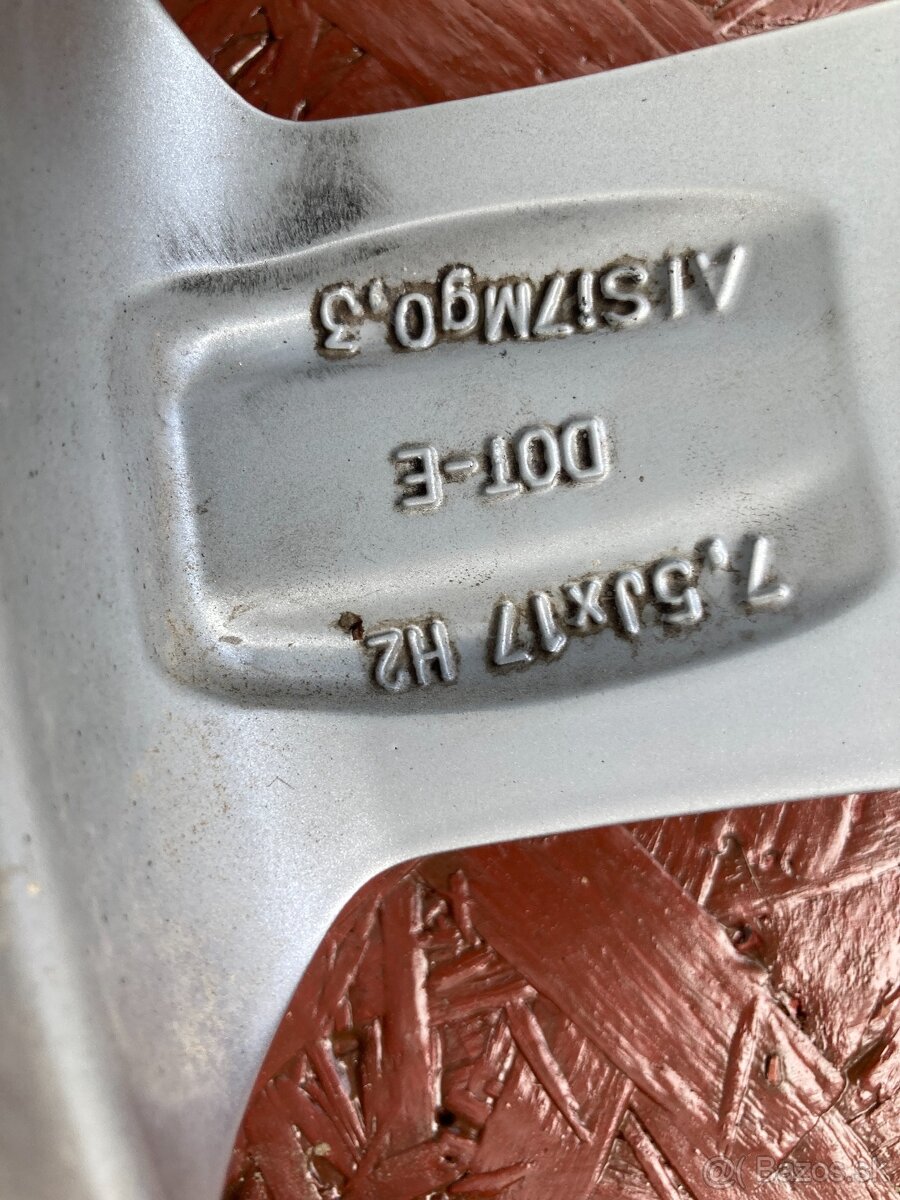 7,5Jx17 H2
DOT-E
AlSi7Mg0,3
@( Bazos.sk